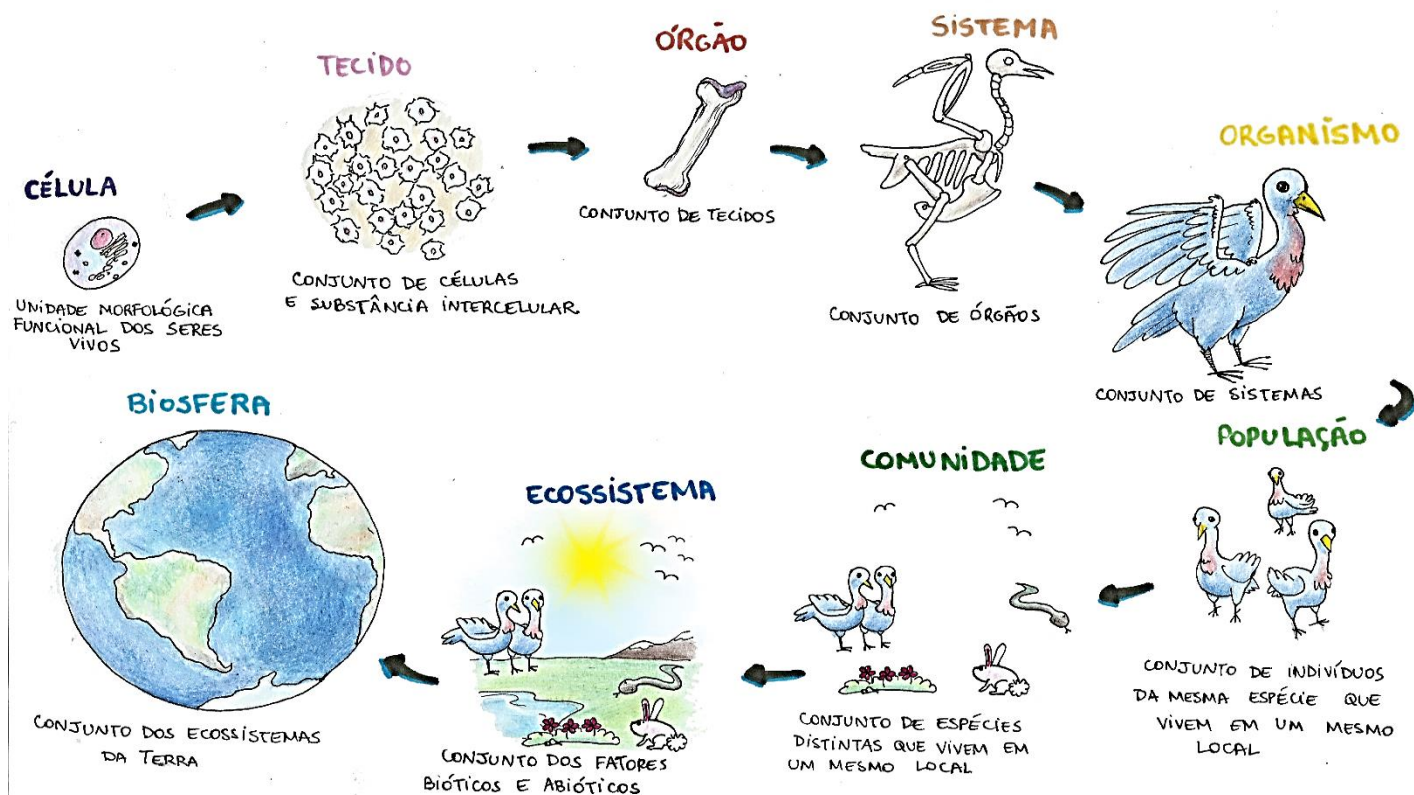 CÉLULA
UNIDADE MORFOLÓGICA
FUNCIONAL DOS SERES
VIVOS
TECIDO
CONJUNTO DE CÉLULAS
E SUBSTÂNCIA INTERCELULAR
ÓRGÃO
CONJUNTO DE TECIDOS
SISTEMA
CONJUNTO DE ÓRGÃOS
ORGANISMO
CONJUNTO DE SISTEMAS
POPULAÇÃO
CONJUNTO DE INDIVÍDUOS
DA MESMA ESPÉCIE QUE
VIVEM EM UM MESMO
LOCAL
COMUNIDADE
CONJUNTO DE ESPÉCIES
DISTINTAS QUE VIVEM EM
UM MESMO LOCAL
ECOSSISTEMA
CONJUNTO DOS FATORES
BIÓTICOS E ABIÓTICOS
BIOSFERA
CONJUNTO DOS ECOSSISTEMAS
DA TERRA